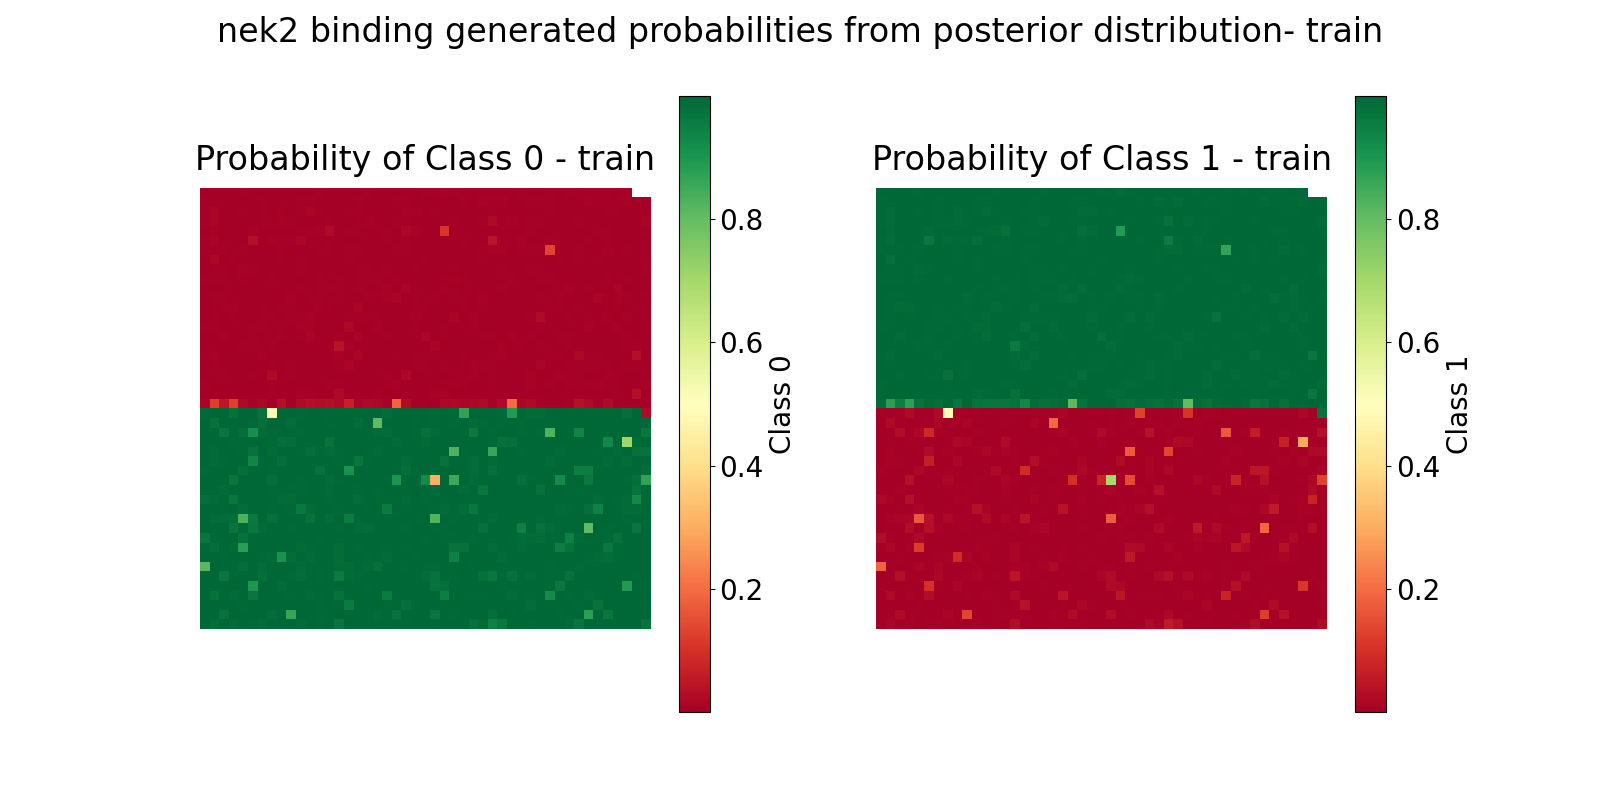 nek2 binding generated probabilities from posterior distribution- train
Probability of Class 0 - train
0.8
0.6
0.4
0.2
Class 0
Probability of Class 1 - train
0.8
0.6
0.4
0.2
Class 1